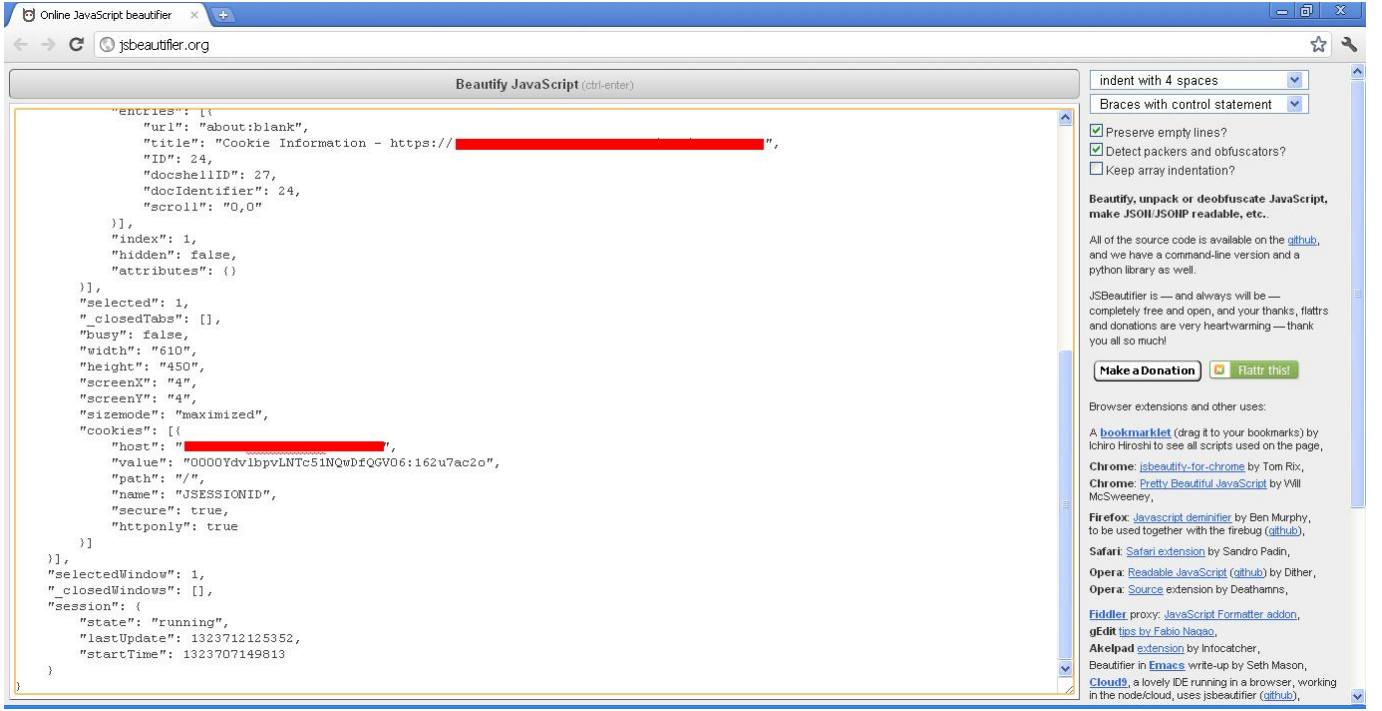 Online JavaScript beautifier
jsbeautifier.org
Beautify JavaScript (ctrl-enter)
"entries": [{
"url": "about:blank",
"title": "Cookie Information - https:// ",
"ID": 24,
"docshellID": 27,
"docIdentifier": 24,
"scroll": "0,0"
}],
"index": 1,
"hidden": false,
"attributes": {}
}],
"selected": 1,
"_closedTabs": [],
"busy": false,
"width": "610",
"height": "450",
"screenX": "4",
"screenY": "4",
"sizemode": "maximized",
"cookies": [{
"host": " ",
"value": "0000YdvlbpvLNTc51NQwDfQGVO6:162u7ac2o",
"path": "/",
"name": "JSESSIONID",
"secure": true,
"httponly": true
}]
}],
"selectedWindow": 1,
"_closedWindows": [],
"session": {
"state": "running",
"lastUpdate": 1323712125352,
"startTime": 1323707149813
}
}
indent with 4 spaces
Braces with control statement
Preserve empty lines?
Detect packers and obfuscators?
Keep array indentation?
Beautify, unpack or deobfuscate JavaScript,
make JSON/JSONP readable, etc..
All of the source code is available on the github,
and we have a command-line version and a
python library as well.
JSBeautifier is — and always will be —
completely free and open, and your thanks, flattrs
and donations are very heartwarming — thank
you all so much!
Make a Donation
Flattr this!
Browser extensions and other uses:
A bookmarklet (drag it to your bookmarks) by
Ichiro Hiroshi to see all scripts used on the page,
Chrome: jsbeautify-for-chrome by Tom Rix,
Chrome: Pretty Beautiful JavaScript by Will
McSweeney,
Firefox: Javascript deminifier by Ben Murphy,
to be used together with the firebug (github),
Safari: Safari extension by Sandro Padin,
Opera: Readable JavaScript (github) by Dither,
Opera: Source extension by Deathamns,
Fiddler proxy: JavaScript Formatter addon,
gEdit tips by Fabio Nagao,
Akelpad extension by Infocatcher,
Beautifier in Emacs write-up by Seth Mason,
Cloud9, a lovely IDE running in a browser, working
in the node/cloud, uses jsbeautifier (github),